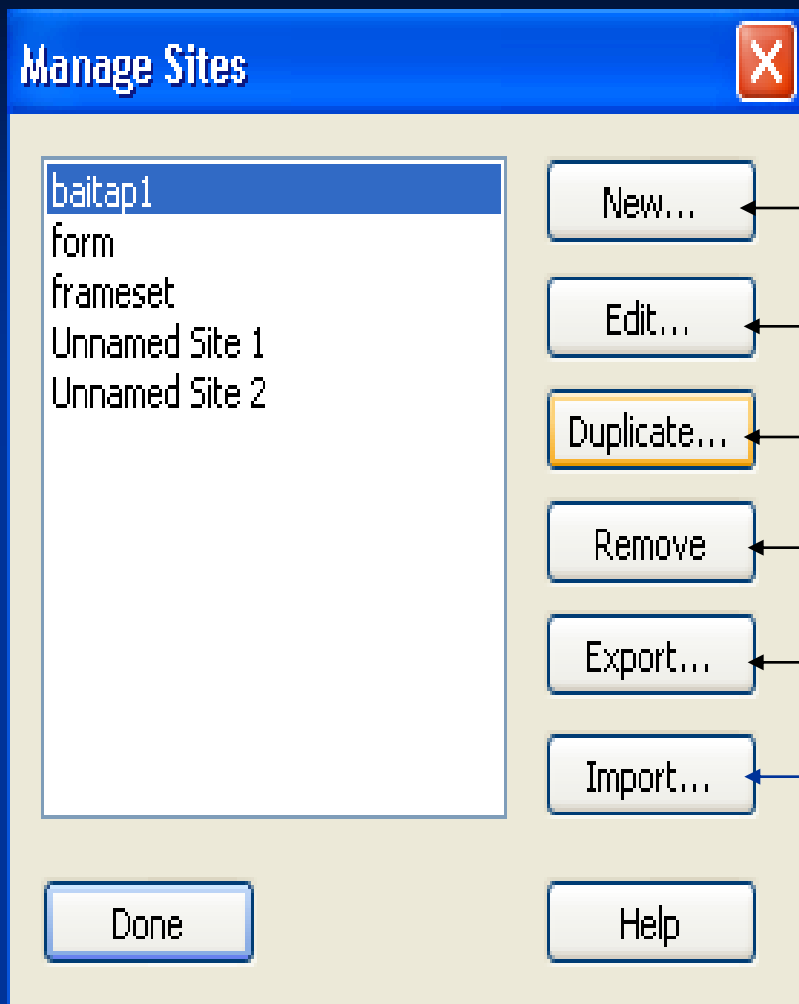 Manage Sites
baitap1
form
frameset
Unnamed Site 1
Unnamed Site 2
New...
Edit...
Duplicate...
Remove
Export...
Import...
Done
Help